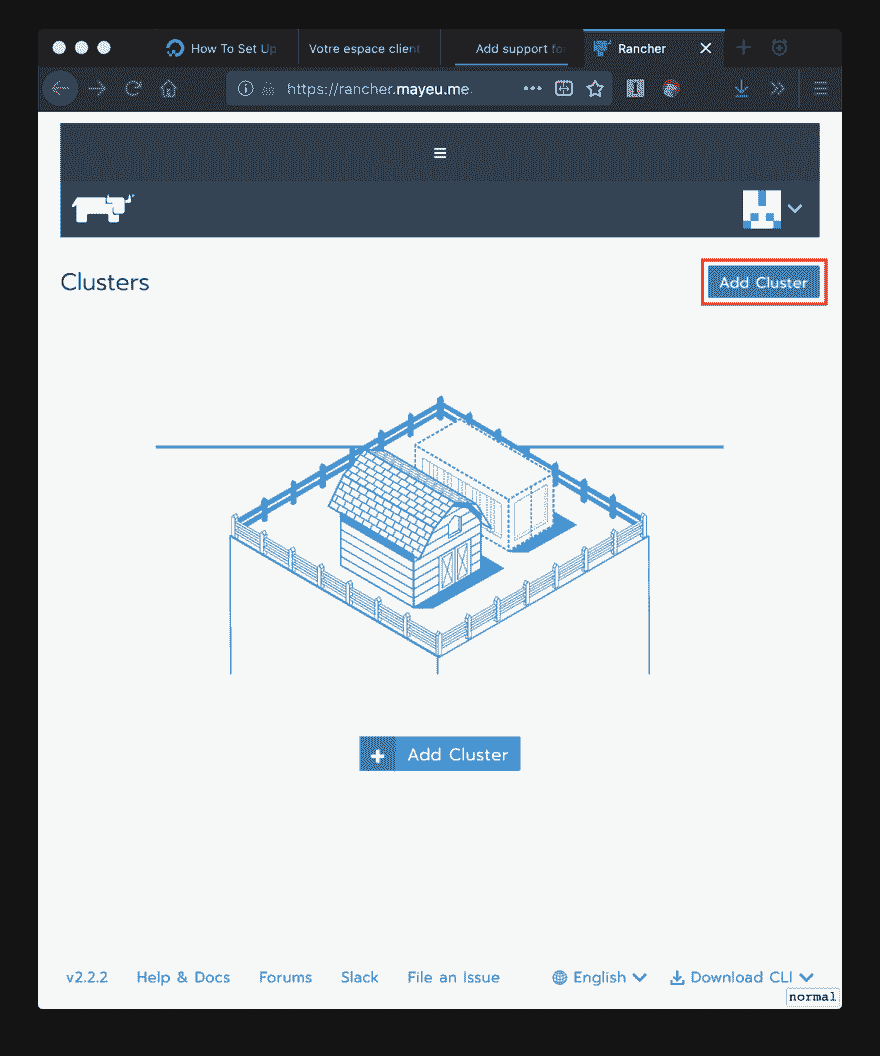 How To Set Up
Votre espace client
Add support fo
Rancher
https://rancher.mayeu.me
Clusters
Add Cluster
Add Cluster
v2.2.2 Help & Docs Forums Slack File an Issue English Download CLI
normal